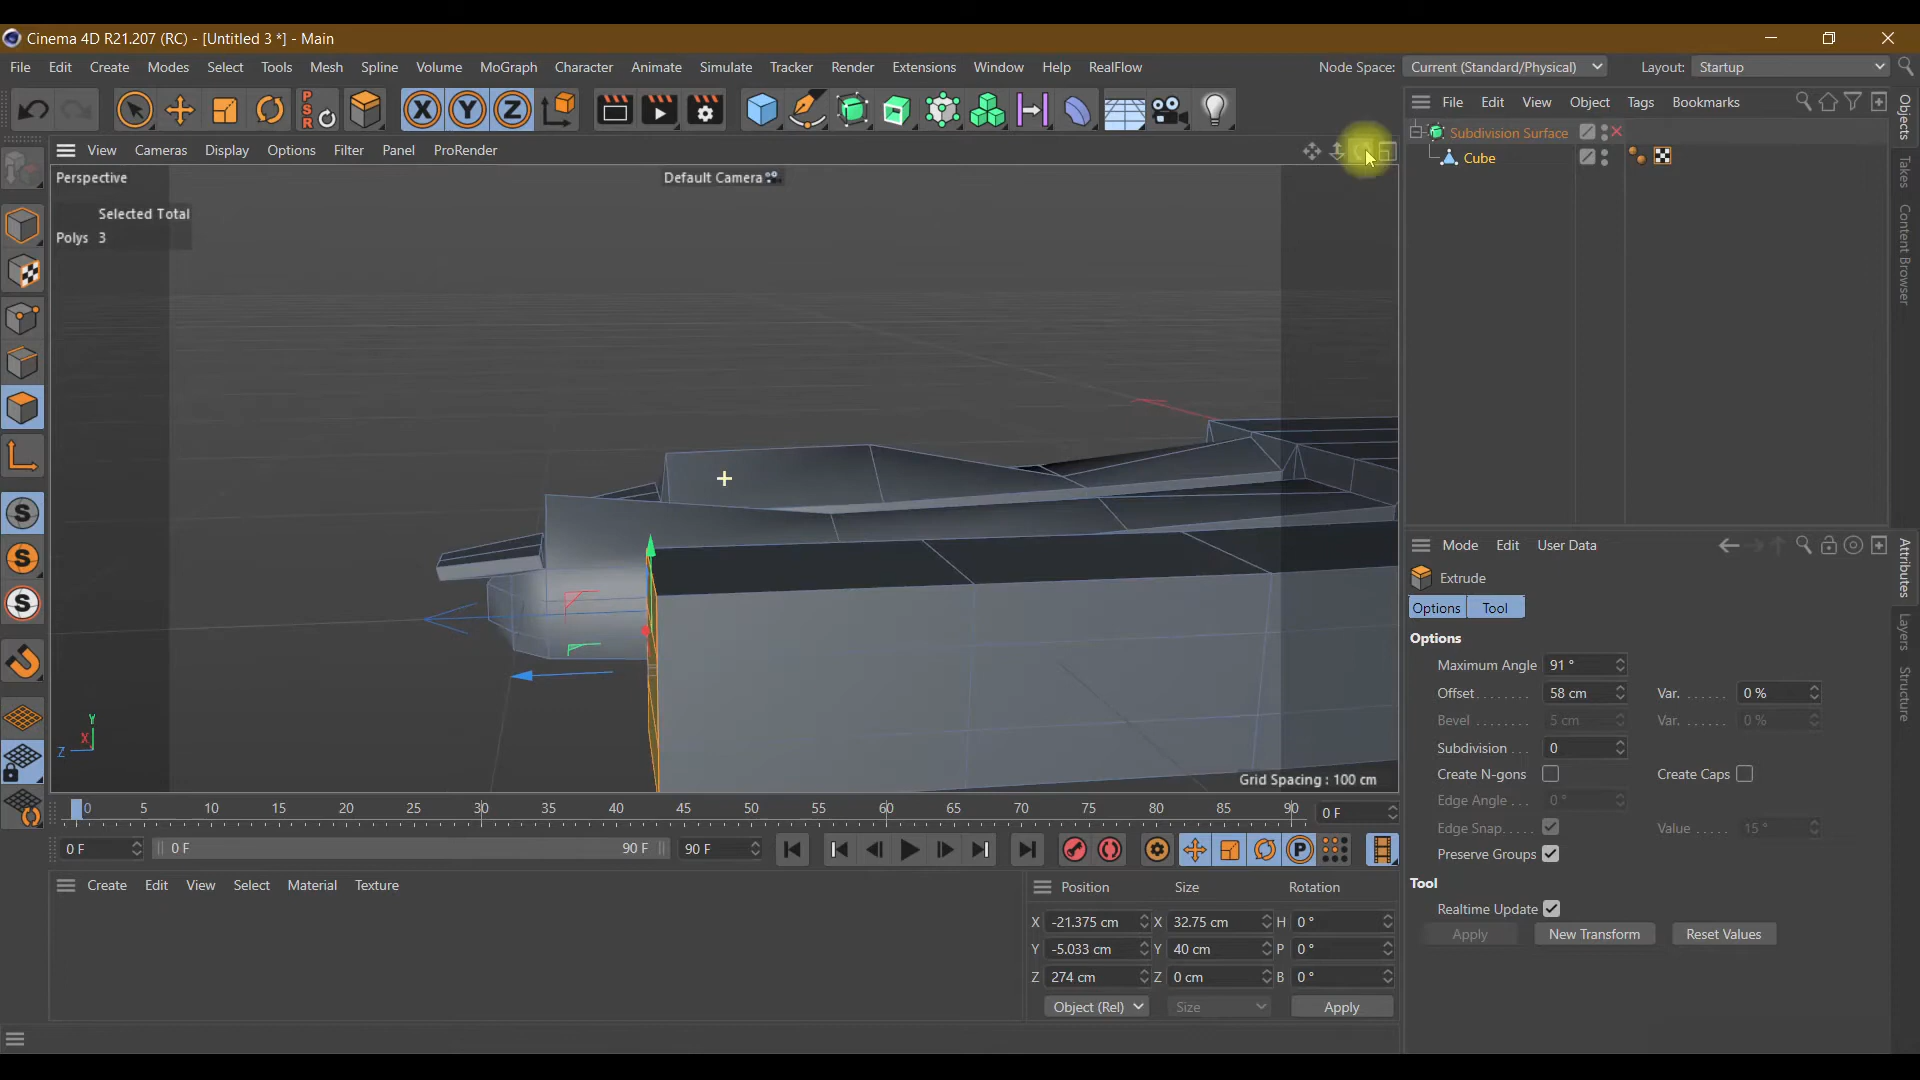 Cinema 4D R21.207 (RC) - [Untitled 3 *] - Main
File Edit Create Modes Select Tools Mesh Spline Volume MoGraph Character Animate Simulate Tracker Render Extensions Window Help RealFlow Node Space: Current (Standard/Physical) Layout: Startup
PSR X Y Z
File Edit View Object Tags Bookmarks
View Cameras Display Options Filter Panel ProRender
Subdivision Surface
Cube
Perspective Default Camera
Selected Total
Polys 3
Objects
Takes
Content Browser
Mode Edit User Data
Extrude
Options Tool
Options
Maximum Angle 91 °
Offset........ 58 cm Var. ...... 0 %
Bevel ........ 5 cm Var. ...... 0 %
Subdivision ... 0
Create N-gons Create Caps
Edge Angle ... 0 °
Edge Snap..... Value ..... 15 °
Preserve Groups
Tool
Realtime Update
Apply New Transform Reset Values
Attributes
Layers
Structure
S
S
S
Y
X
Z
Grid Spacing : 100 cm
0 5 10 15 20 25 30 35 40 45 50 55 60 65 70 75 80 85 90 0 F
0 F 0 F 90 F 90 F P
Create Edit View Select Material Texture
Position Size Rotation
X -21.375 cm X 32.75 cm H 0 °
Y -5.033 cm Y 40 cm P 0 °
Z 274 cm Z 0 cm B 0 °
Object (Rel) Size Apply